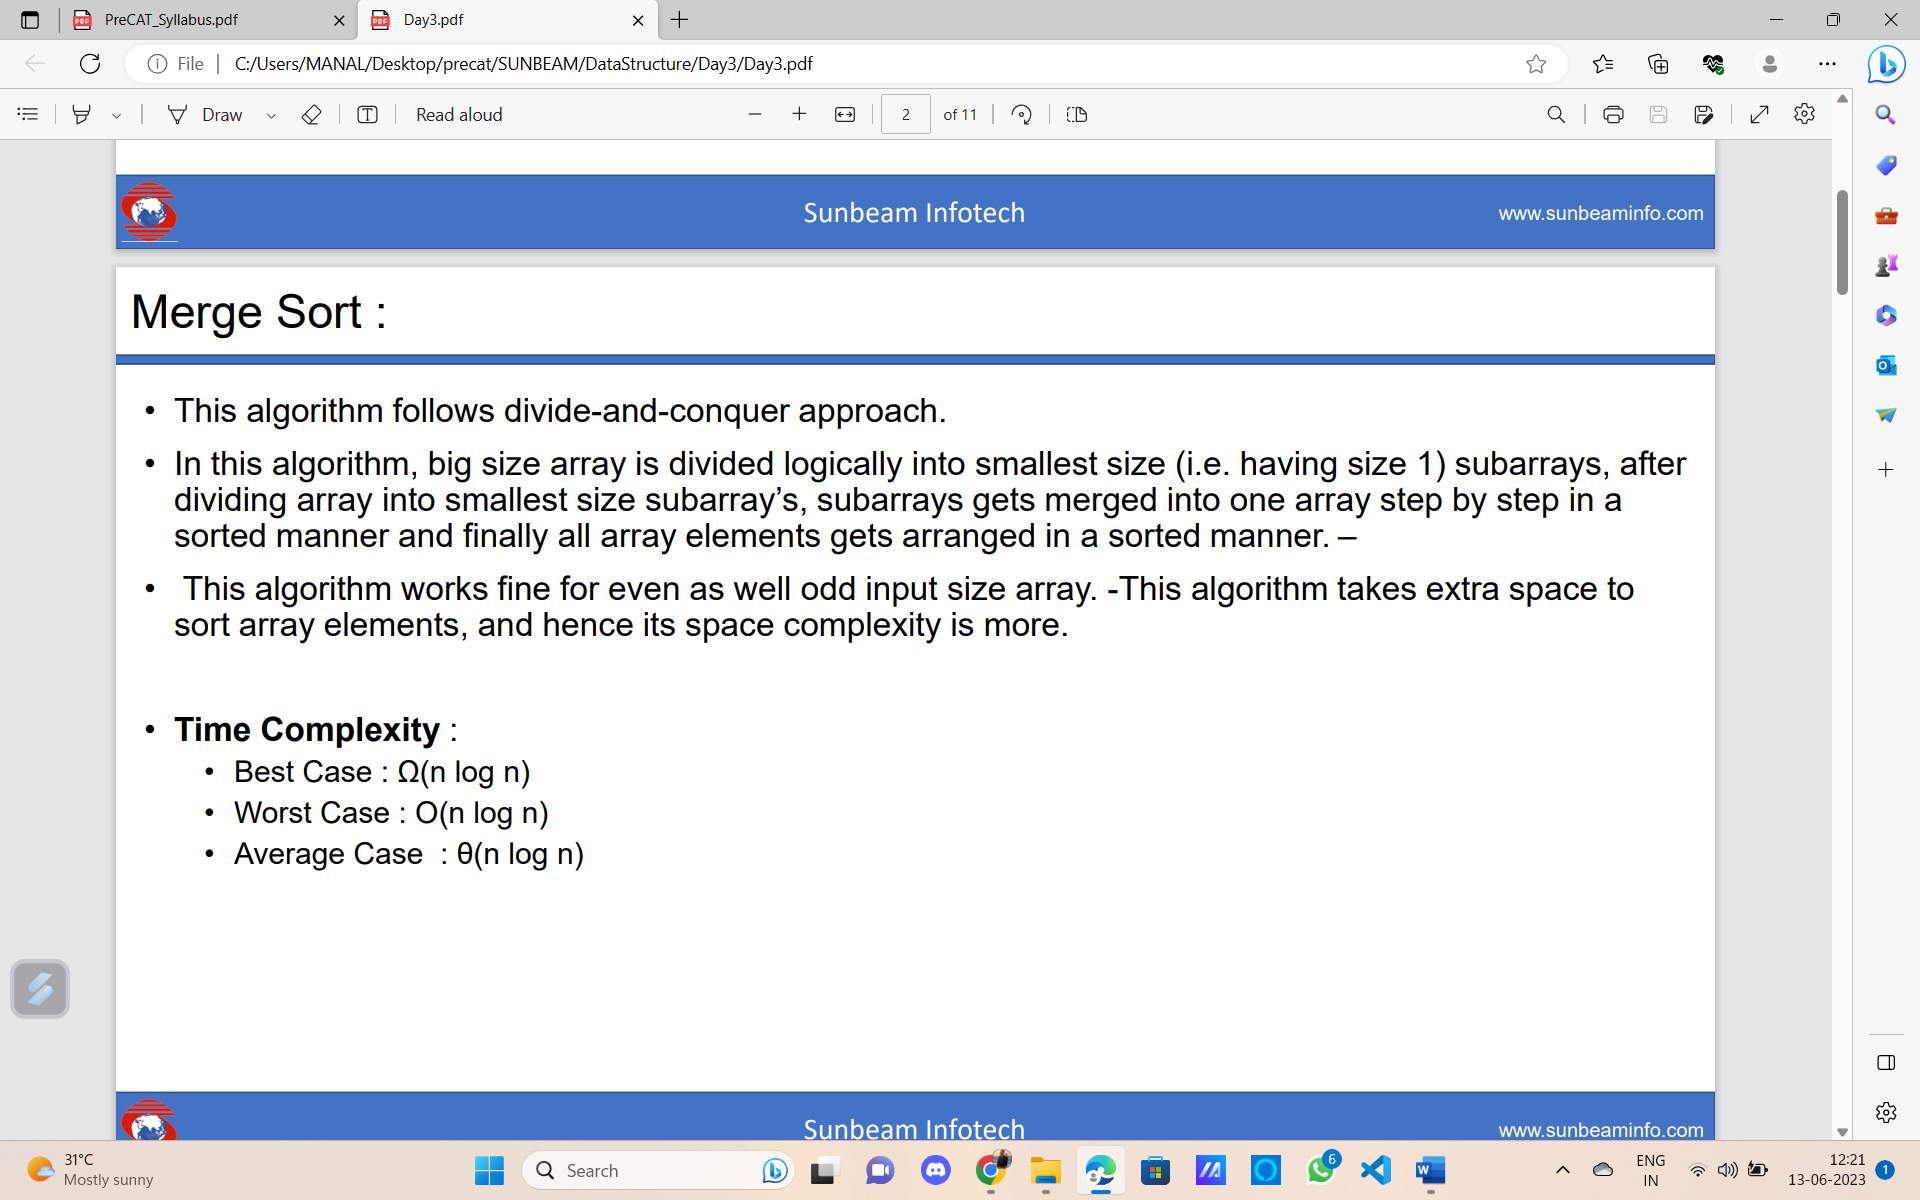 PreCAT_Syllabus.pdf
Day3.pdf
File
C:/Users/MANAL/Desktop/precat/SUNBEAM/DataStructure/Day3/Day3.pdf
Draw
Read aloud
2
of 11
Sunbeam Infotech
www.sunbeaminfo.com
Merge Sort :
• This algorithm follows divide-and-conquer approach.
• In this algorithm, big size array is divided logically into smallest size (i.e. having size 1) subarrays, after
dividing array into smallest size subarray’s, subarrays gets merged into one array step by step in a
sorted manner and finally all array elements gets arranged in a sorted manner. –
• This algorithm works fine for even as well odd input size array. -This algorithm takes extra space to
sort array elements, and hence its space complexity is more.
• Time Complexity :
• Best Case : Ω(n log n)
• Worst Case : O(n log n)
• Average Case : θ(n log n)
Sunbeam Infotech
www.sunbeaminfo.com
31°C
Mostly sunny
Search
6
ENG
IN
12:21
13-06-2023
1